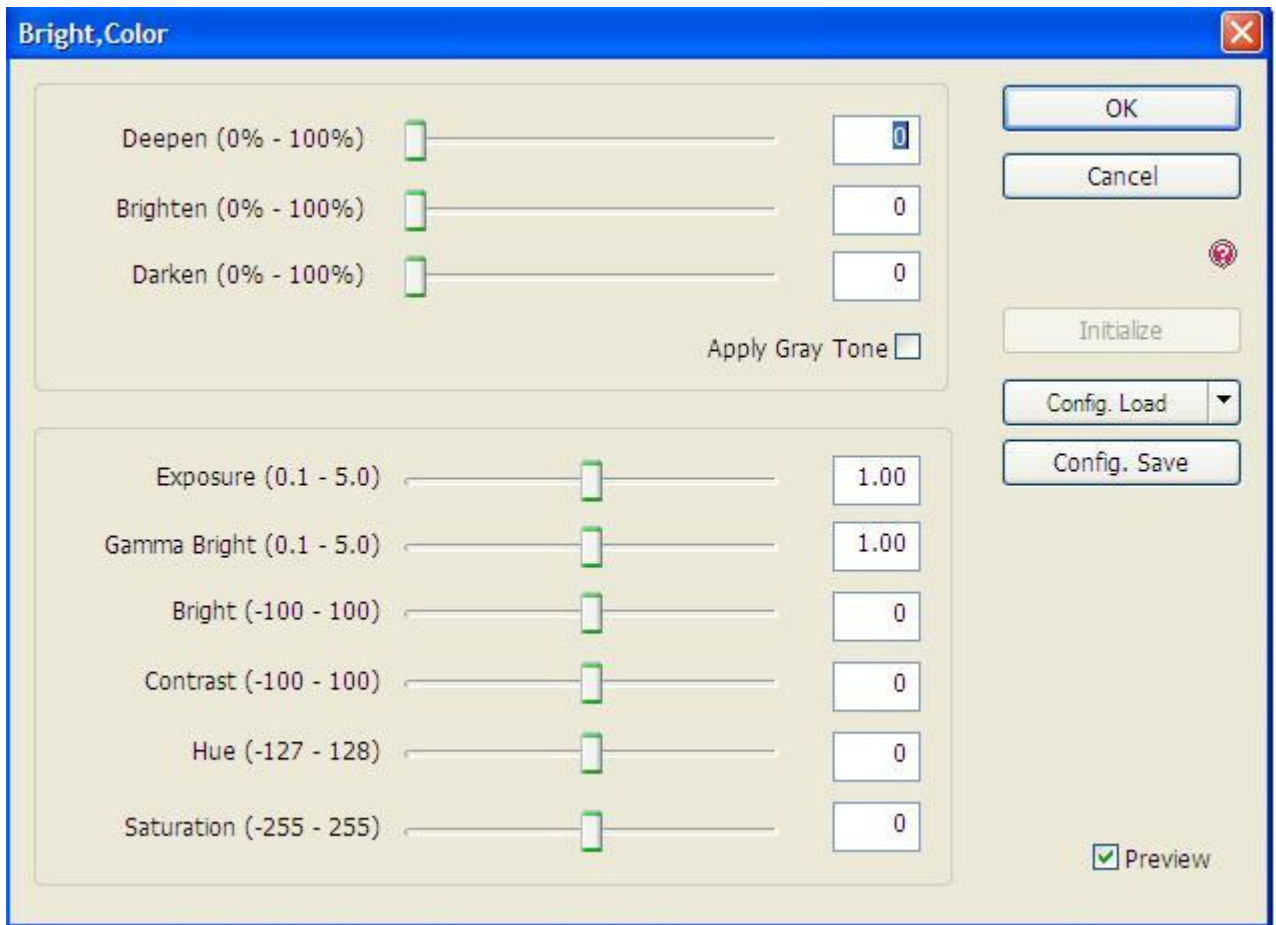 Bright,Color
Deepen (0% - 100%) 0
Brighten (0% - 100%) 0
Darken (0% - 100%) 0
Apply Gray Tone
Exposure (0.1 - 5.0) 1.00
Gamma Bright (0.1 - 5.0) 1.00
Bright (-100 - 100) 0
Contrast (-100 - 100) 0
Hue (-127 - 128) 0
Saturation (-255 - 255) 0
OK
Cancel
?
Initialize
Config. Load
Config. Save
Preview